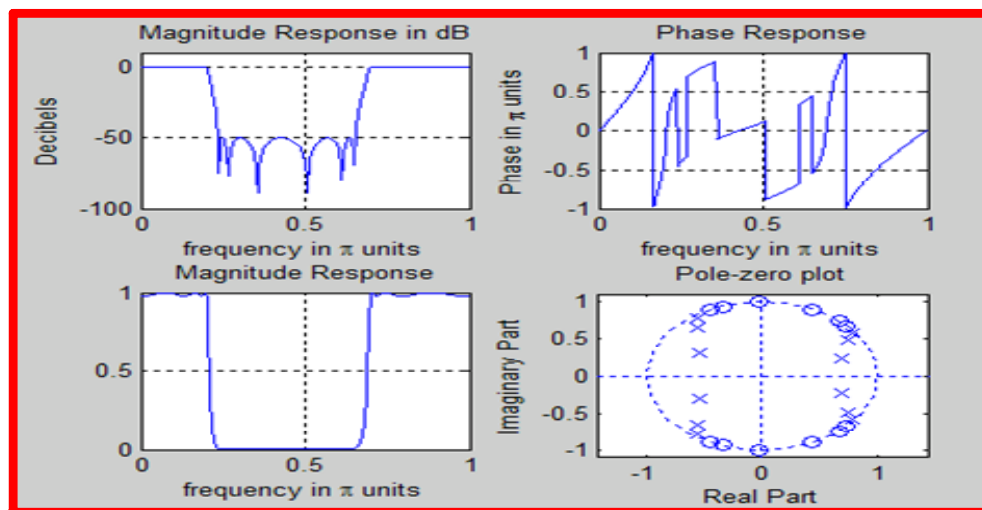 Magnitude Response in dB
Decibels
0
-50
-100
0
0.5
1
frequency in π units
Phase Response
Phase in π units
1
0.5
0
-0.5
-1
0
0.5
1
frequency in π units
Magnitude Response
1
0.5
0
0
0.5
1
frequency in π units
Pole-zero plot
Imaginary Part
1
0.5
0
-0.5
-1
-1
0
1
Real Part